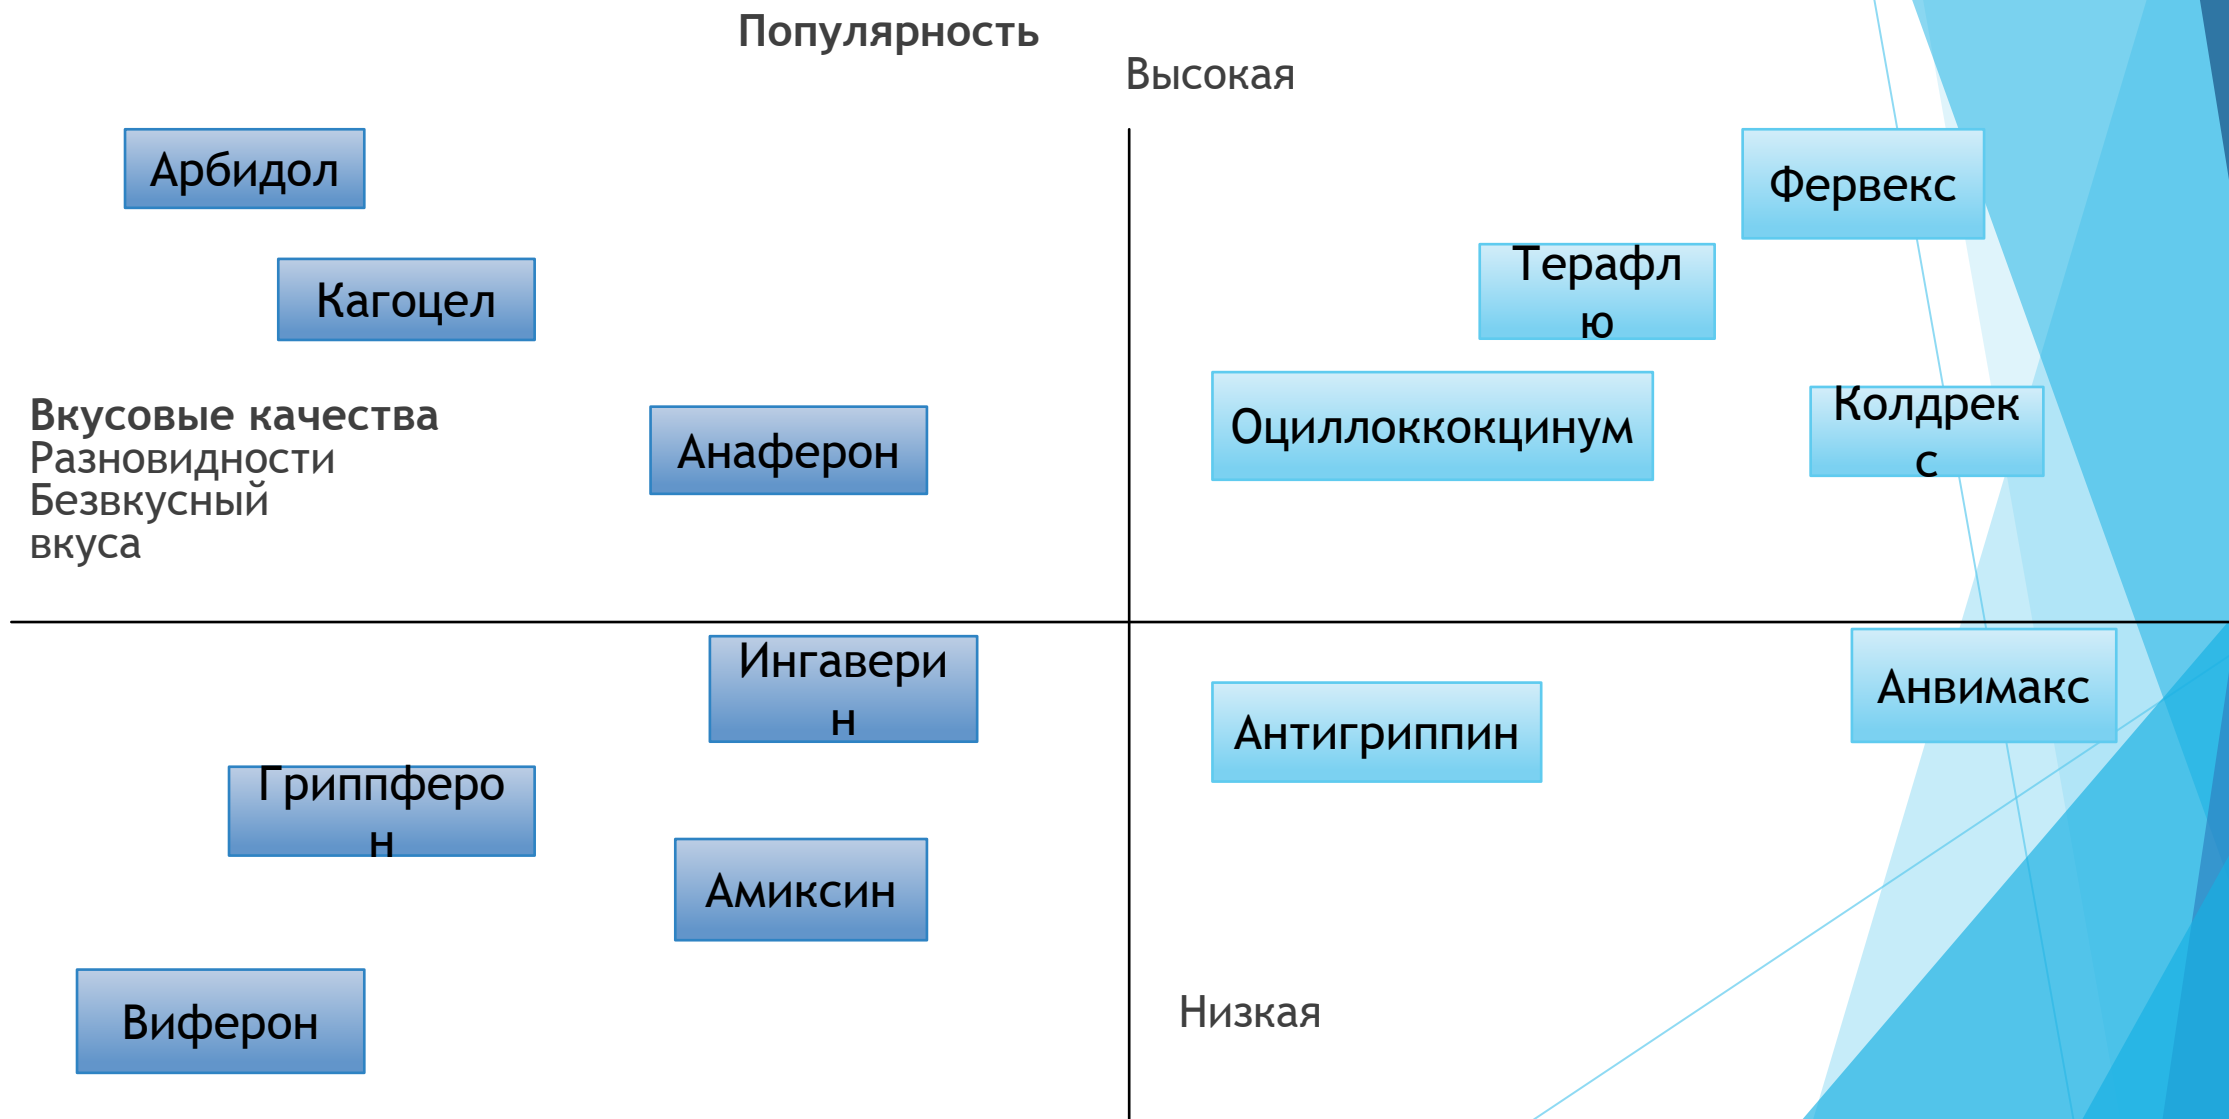 Популярность
Высокая
Арбидол
Фервекс
Терафл
ю
Кагоцел
Оциллоккокцинум
Колдрек
с
Вкусовые качества
Разновидности
Безвкусный
вкуса
Анаферон
Ингавери
н
Анвимакс
Антигриппин
Гриппферо
н
Амиксин
Виферон
Низкая